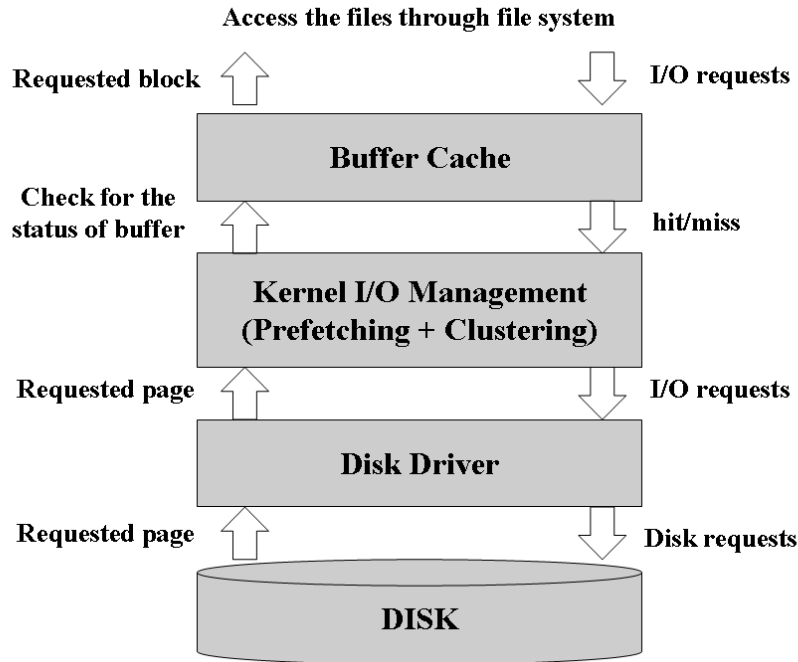 Access the files through file system
Requested block
I/O requests
Buffer Cache
Check for the
status of buffer
hit/miss
Kernel I/O Management
(Prefetching + Clustering)
Requested page
I/O requests
Disk Driver
Requested page
Disk requests
DISK